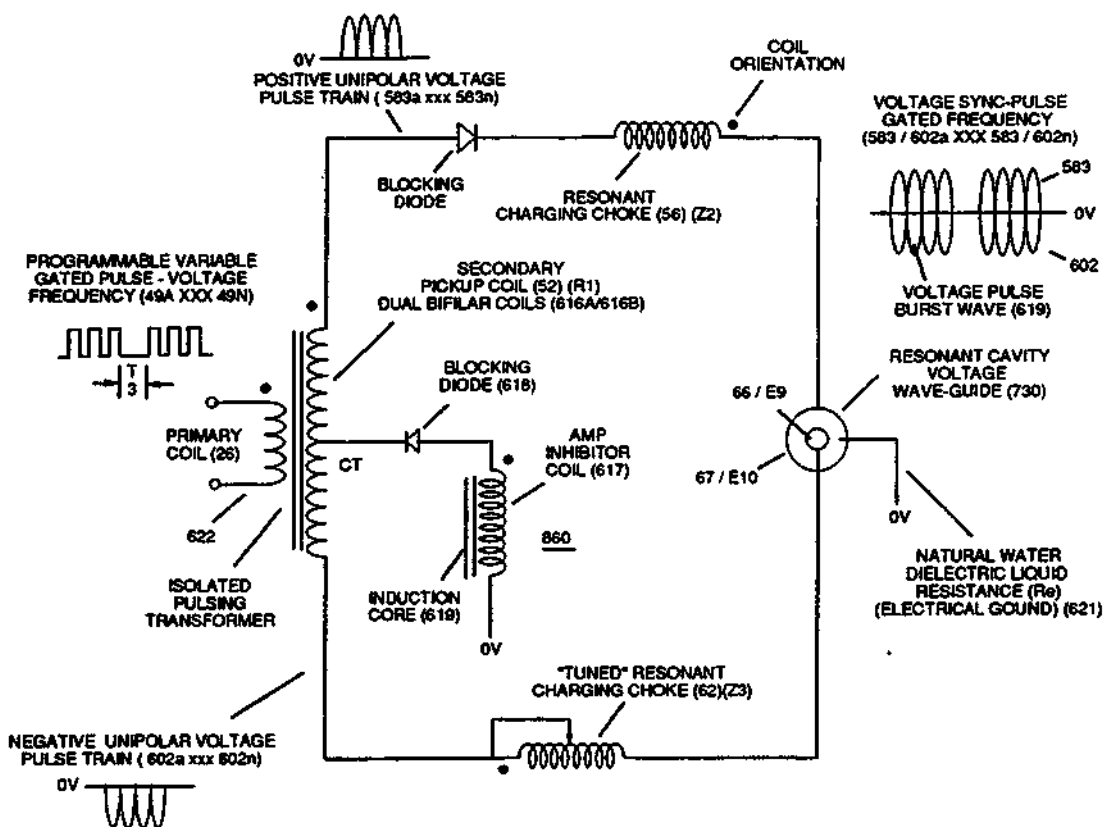 0V
POSITIVE UNIPOLAR VOLTAGE
PULSE TRAIN ( 583a xxx 583n)
COIL
ORIENTATION
VOLTAGE SYNC-PULSE
GATED FREQUENCY
(583 / 602a XXX 583 / 602n)
583
0V
602
VOLTAGE PULSE
BURST WAVE (619)
BLOCKING
DIODE
RESONANT
CHARGING CHOKE (56) (Z2)
PROGRAMMABLE VARIABLE
GATED PULSE - VOLTAGE
FREQUENCY (49A XXX 49N)
T
3
SECONDARY
PICKUP COIL (52) (R1)
DUAL BIFILAR COILS (616A/616B)
BLOCKING
DIODE (618)
RESONANT CAVITY
VOLTAGE
WAVE-GUIDE (730)
66 / E9
67 / E10
PRIMARY
COIL (26)
CT
AMP
INHIBITOR
COIL (617)
860
0V
622
ISOLATED
PULSING
TRANSFORMER
INDUCTION
CORE (619)
0V
NATURAL WATER
DIELECTRIC LIQUID
RESISTANCE (Re)
(ELECTRICAL GOUND) (621)
"TUNED" RESONANT
CHARGING CHOKE (62)(Z3)
NEGATIVE UNIPOLAR VOLTAGE
PULSE TRAIN ( 602a xxx 602n)
0V